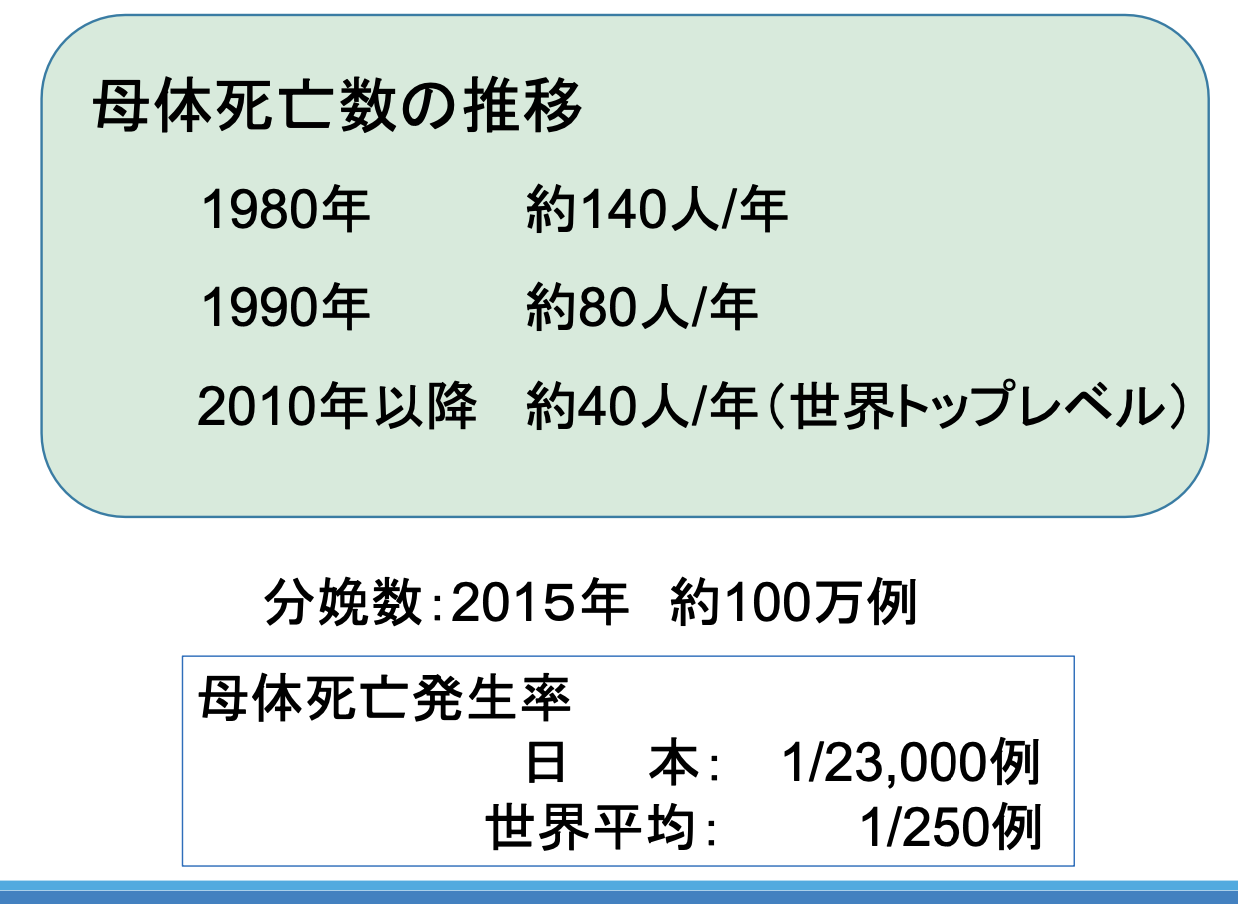 母体死亡数の推移
1980年　約140人/年
1990年　約80人/年
2010年以降　約40人/年（世界トップレベル）
分娩数：2015年　約100万例
母体死亡発生率
日　本：　1/23,000例
世界平均：　1/250例